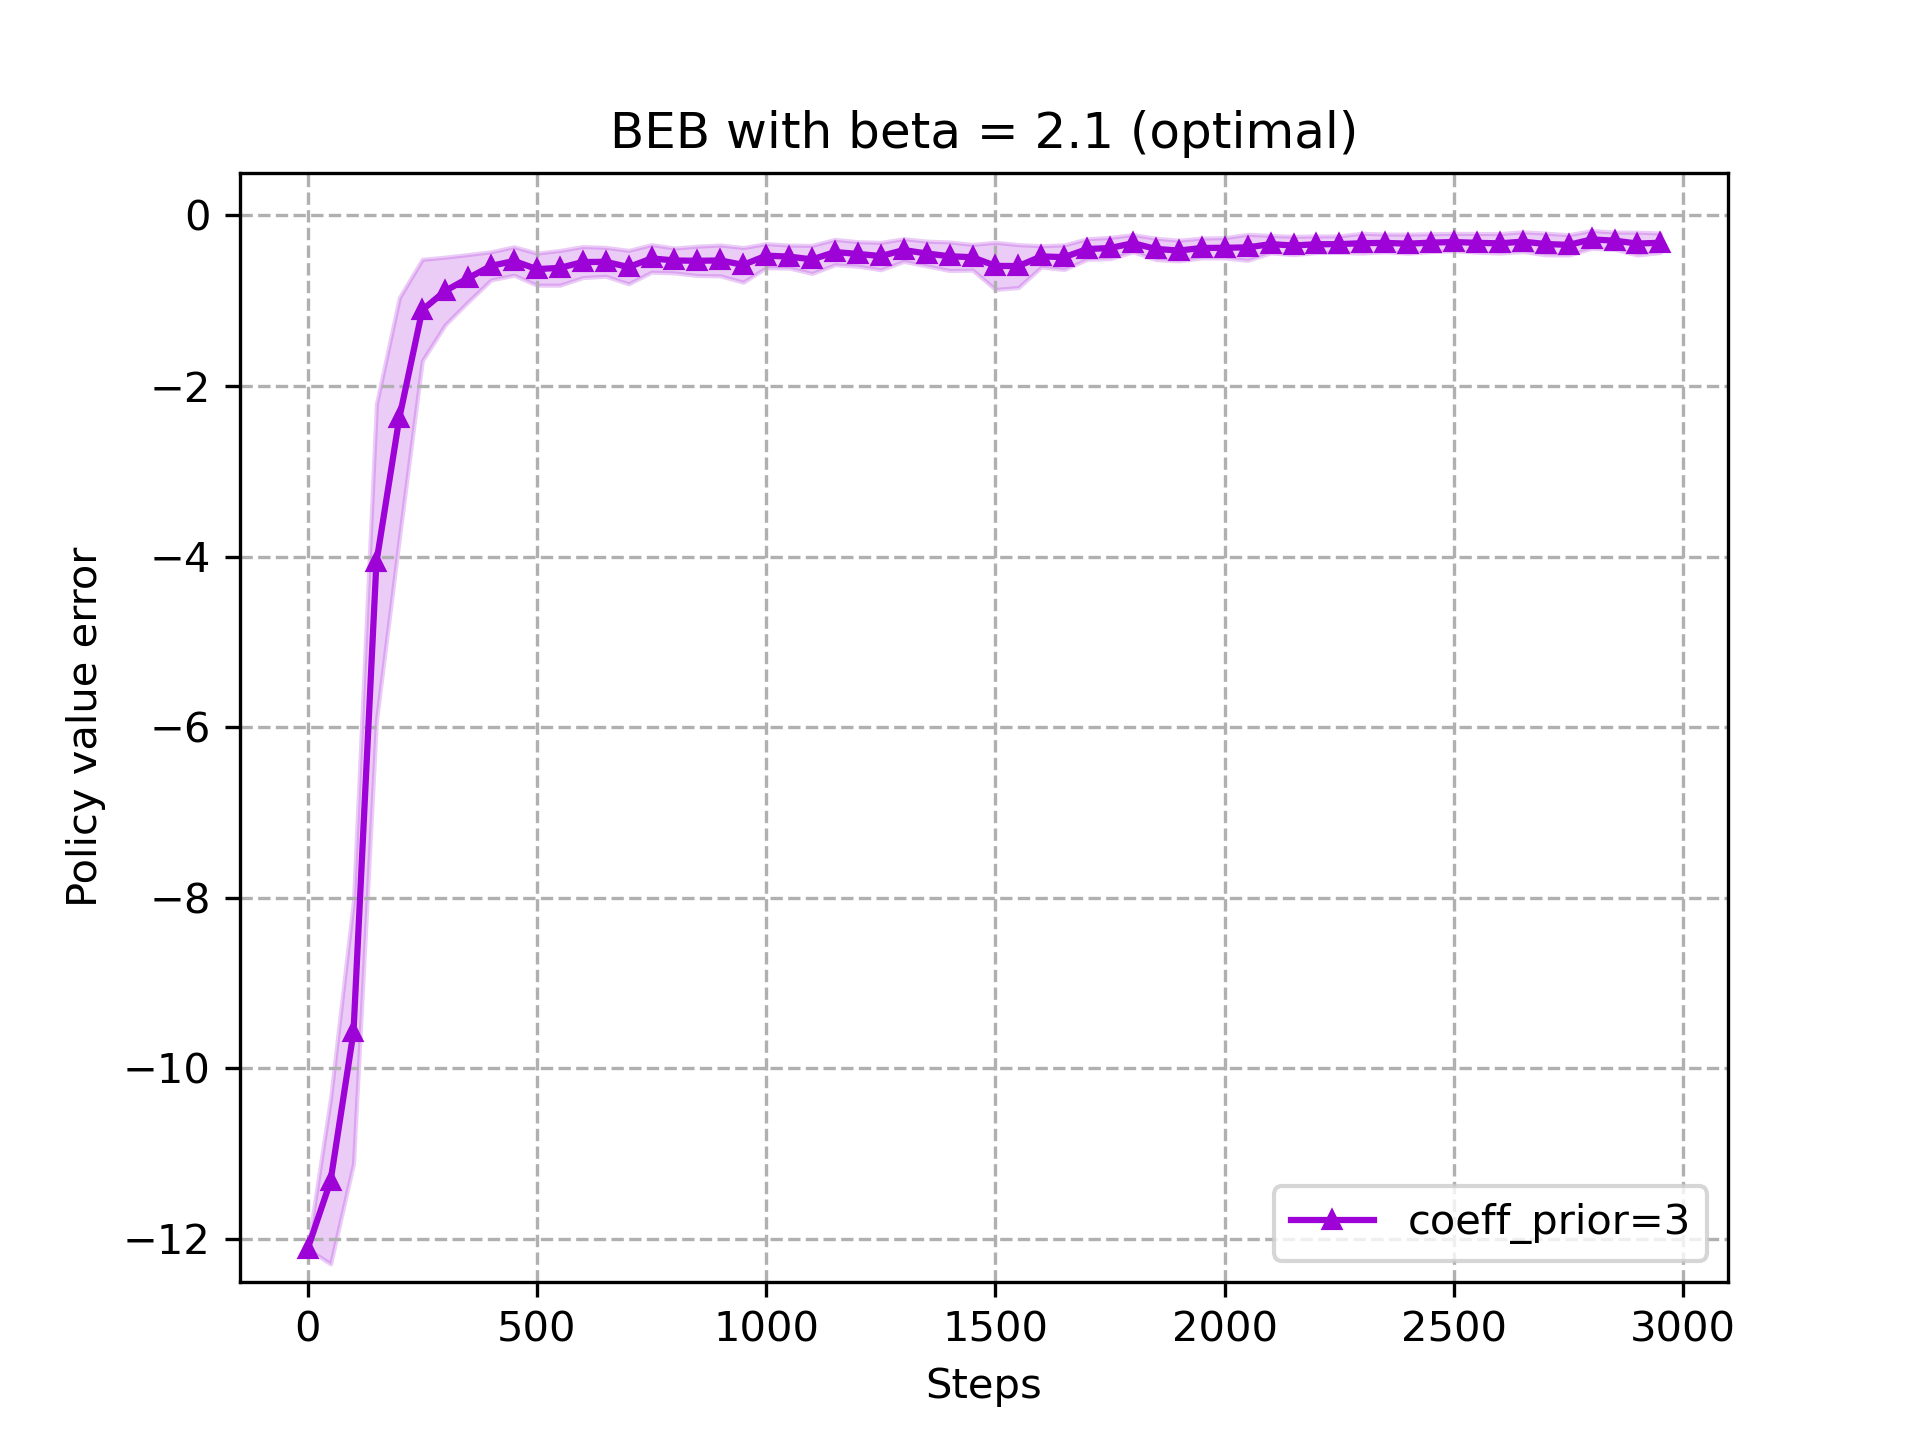 BEB with beta = 2.1 (optimal)
Policy value error
0
−2
−4
−6
−8
−10
−12
coeff_prior=3
0 500 1000 1500 2000 2500 3000
Steps